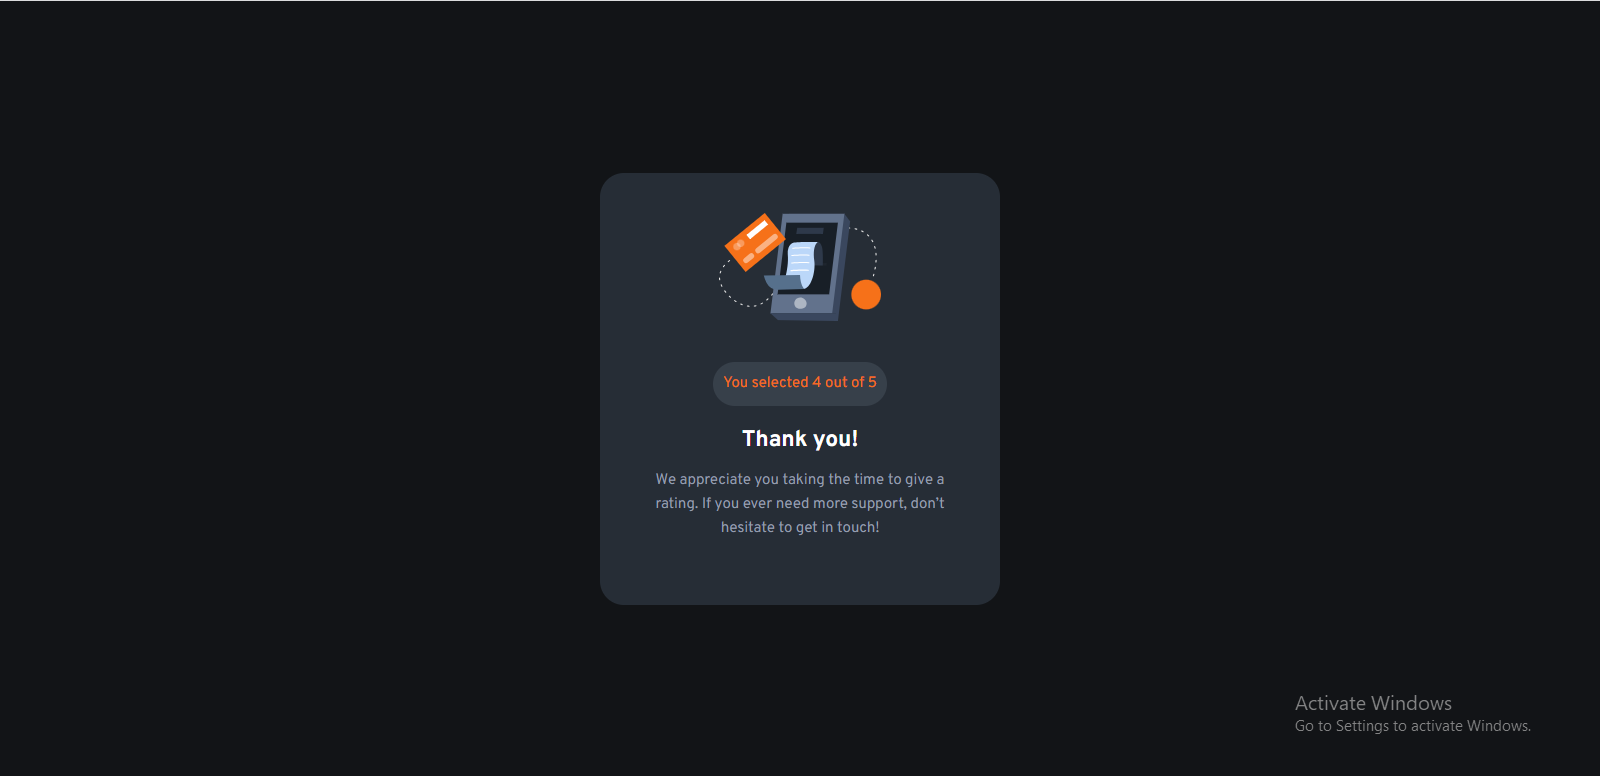 You selected 4 out of 5
Thank you!
We appreciate you taking the time to give a
rating. If you ever need more support, don't
hesitate to get in touch!
Activate Windows
Go to Settings to activate Windows.